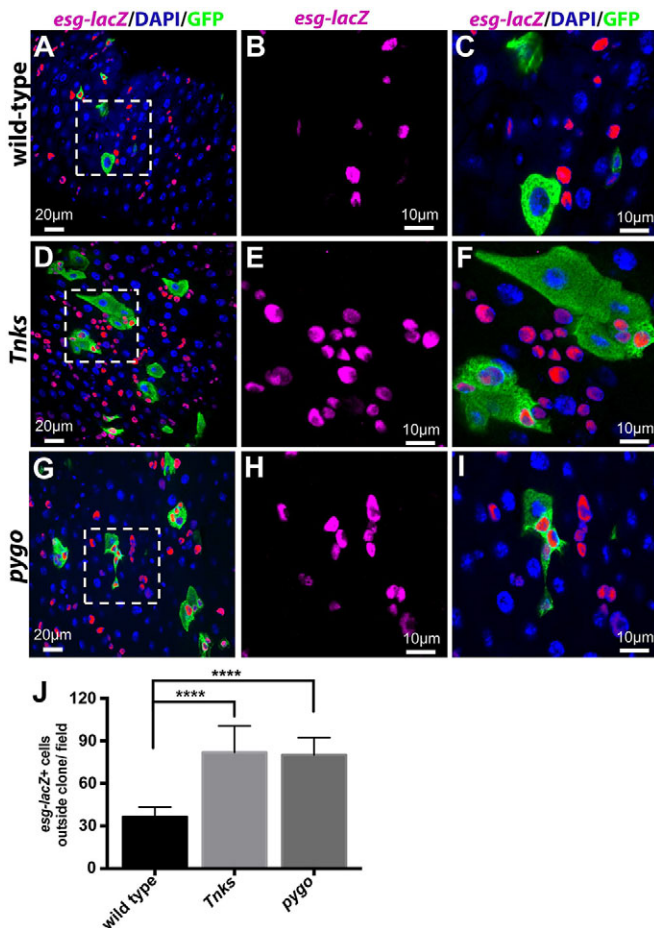 esg-lacZ/DAPI/GFP esg-lacZ esg-lacZ/DAPI/GFP
wild-type
A B C
20µm 10µm 10µm
Tnks
D E F
20µm 10µm 10µm
pygo
G H I
20µm 10µm 10µm
J
****
****
esg-lacZ+ cells
outside clone/ field
120
90
60
30
0
wild type Tnks pygo